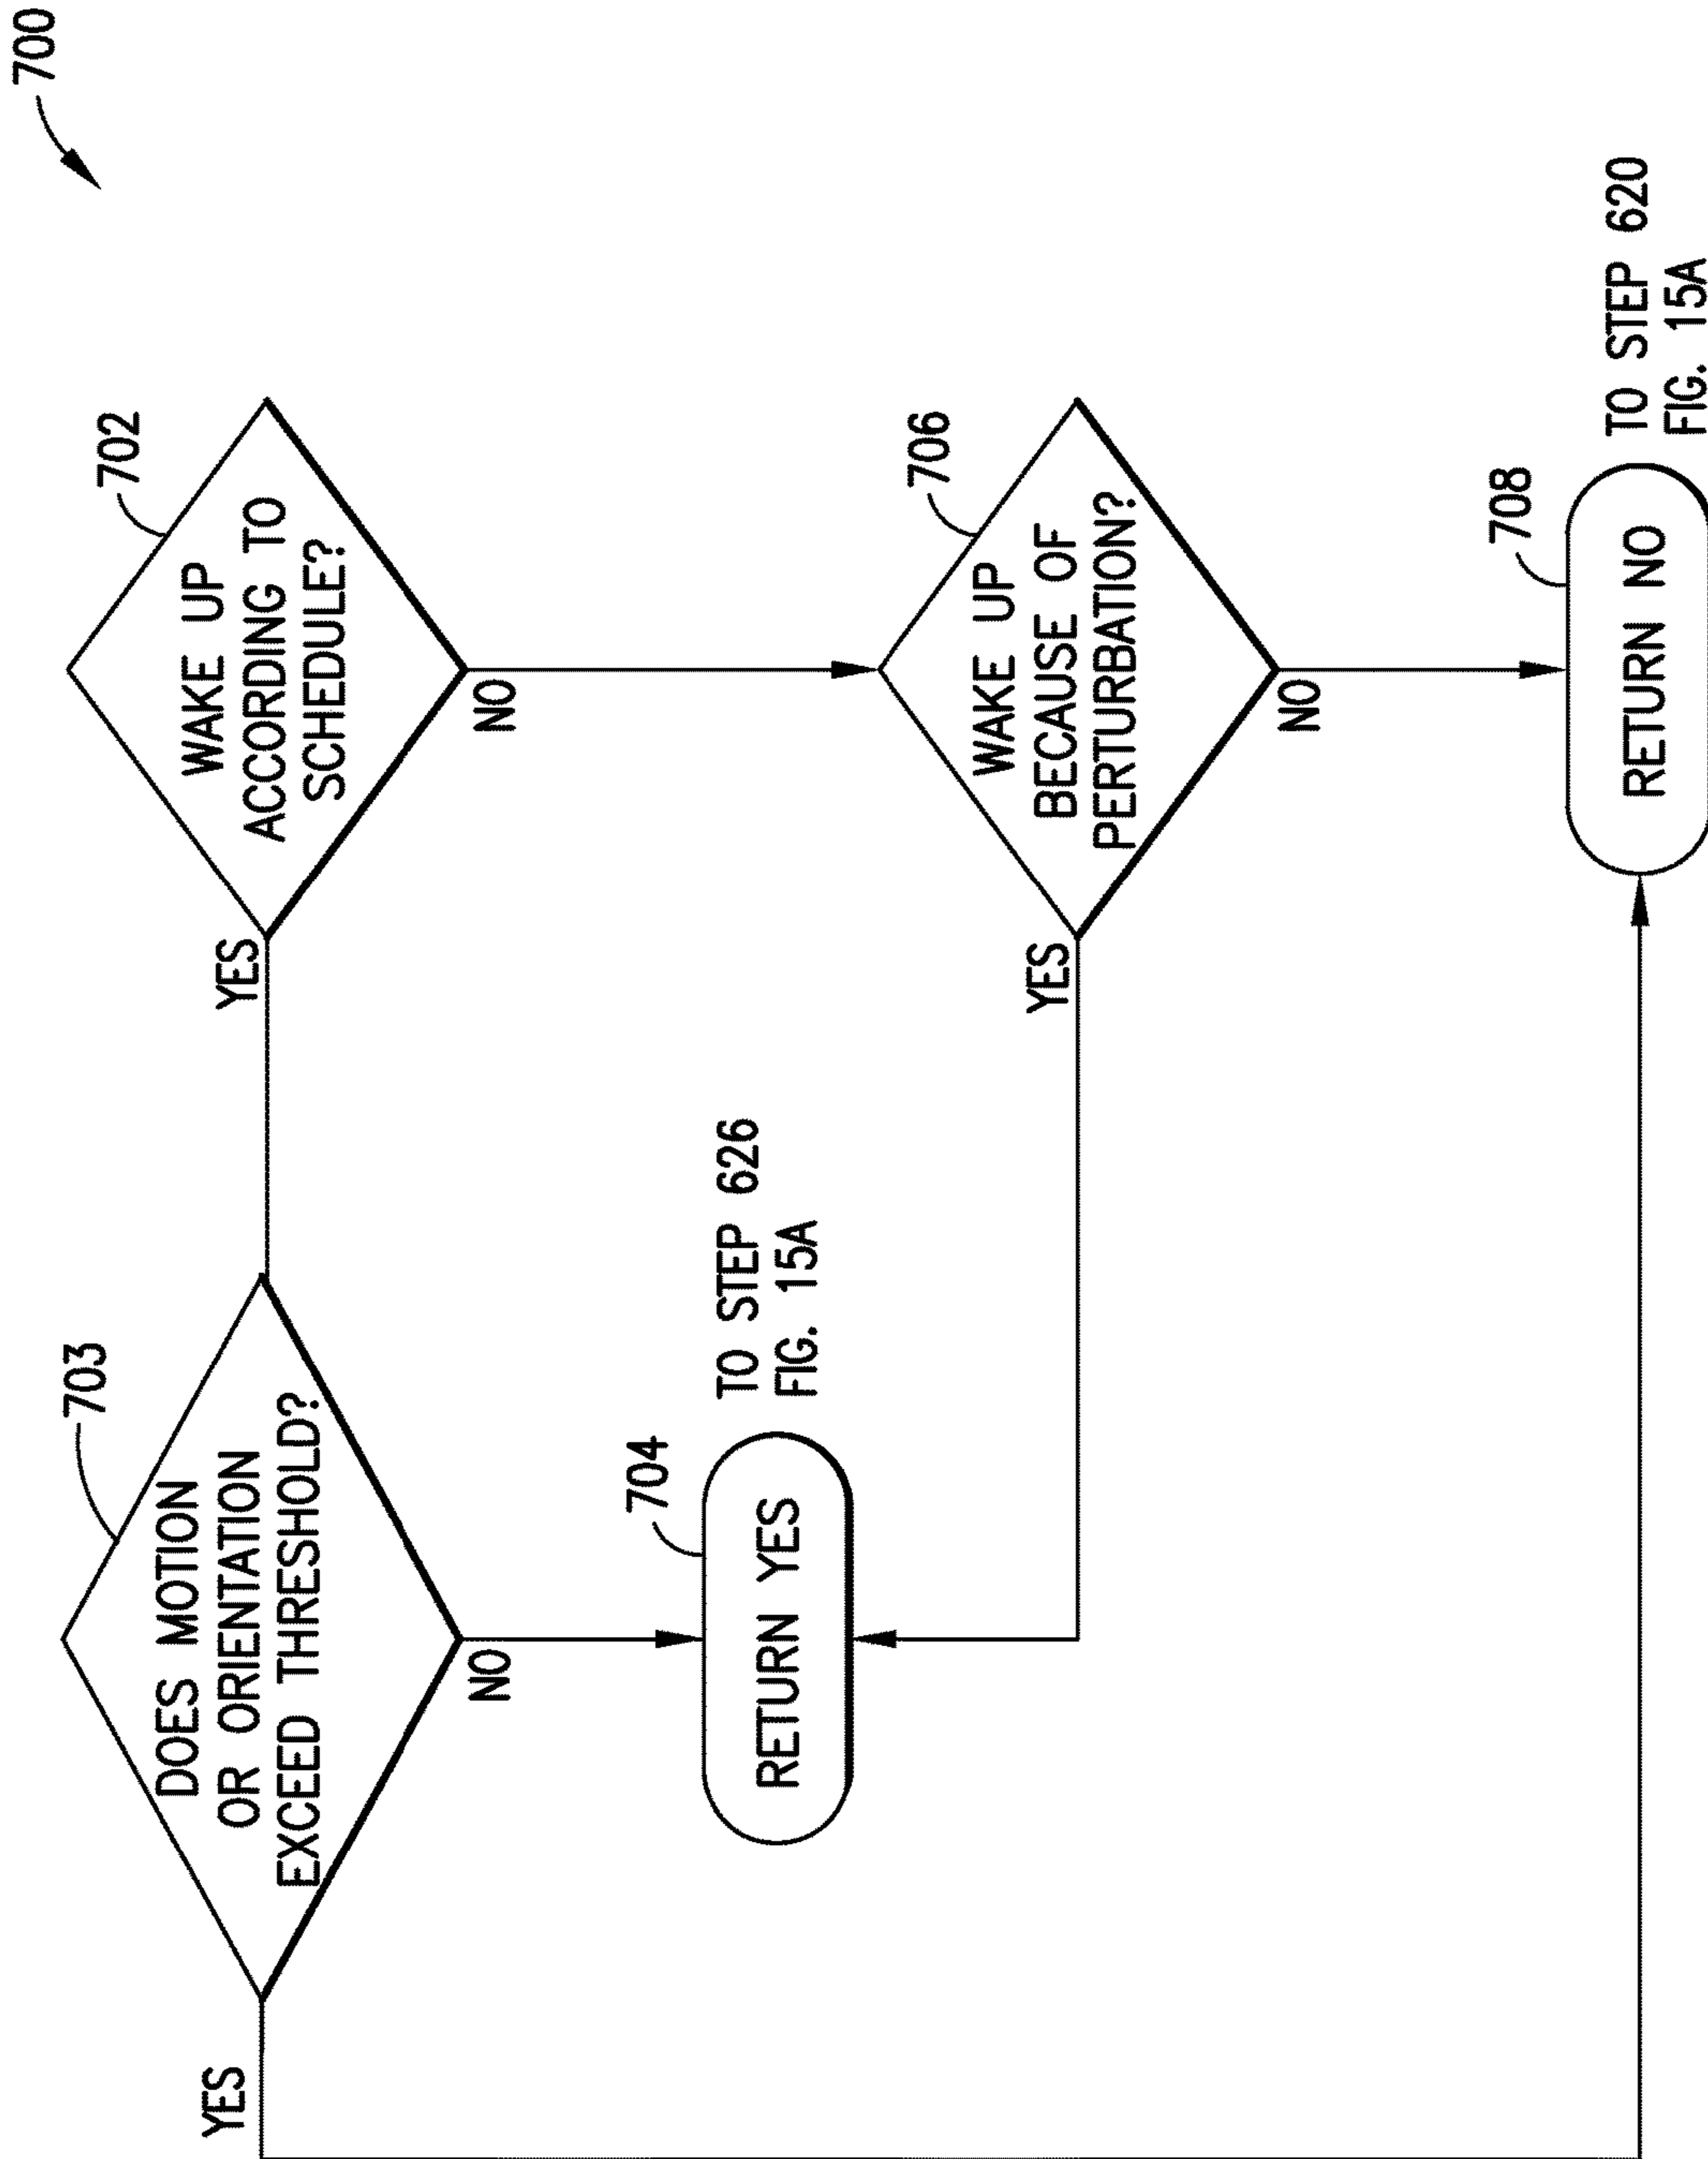 700
703
DOES MOTION
OR ORIENTATION
EXCEED THRESHOLD?
YES
NO
702
WAKE UP
ACCORDING TO
SCHEDULE?
YES
NO
704
RETURN YES
TO STEP 626
FIG. 15A
706
WAKE UP
BECAUSE OF
PERTURBATION?
YES
NO
708
RETURN NO
TO STEP 620
FIG. 15A